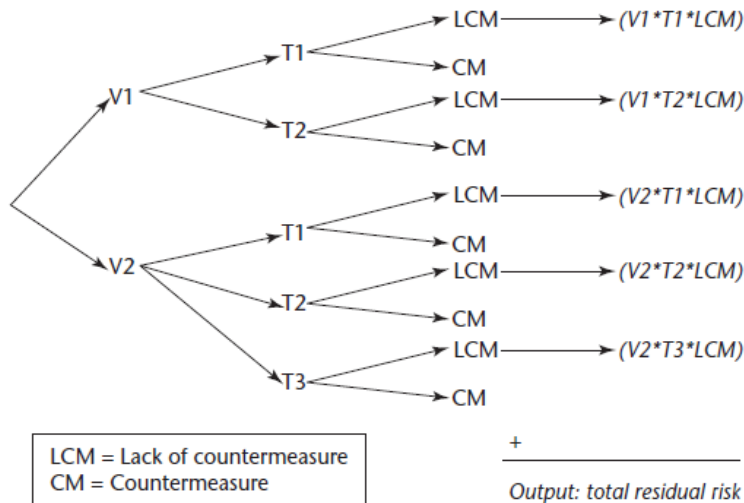 LCM (V1*T1*LCM)
T1
CM
V1
LCM (V1*T2*LCM)
T2
CM
LCM (V2*T1*LCM)
T1
CM
V2
LCM (V2*T2*LCM)
T2
CM
LCM (V2*T3*LCM)
T3
CM
LCM = Lack of countermeasure
CM = Countermeasure
+
Output: total residual risk